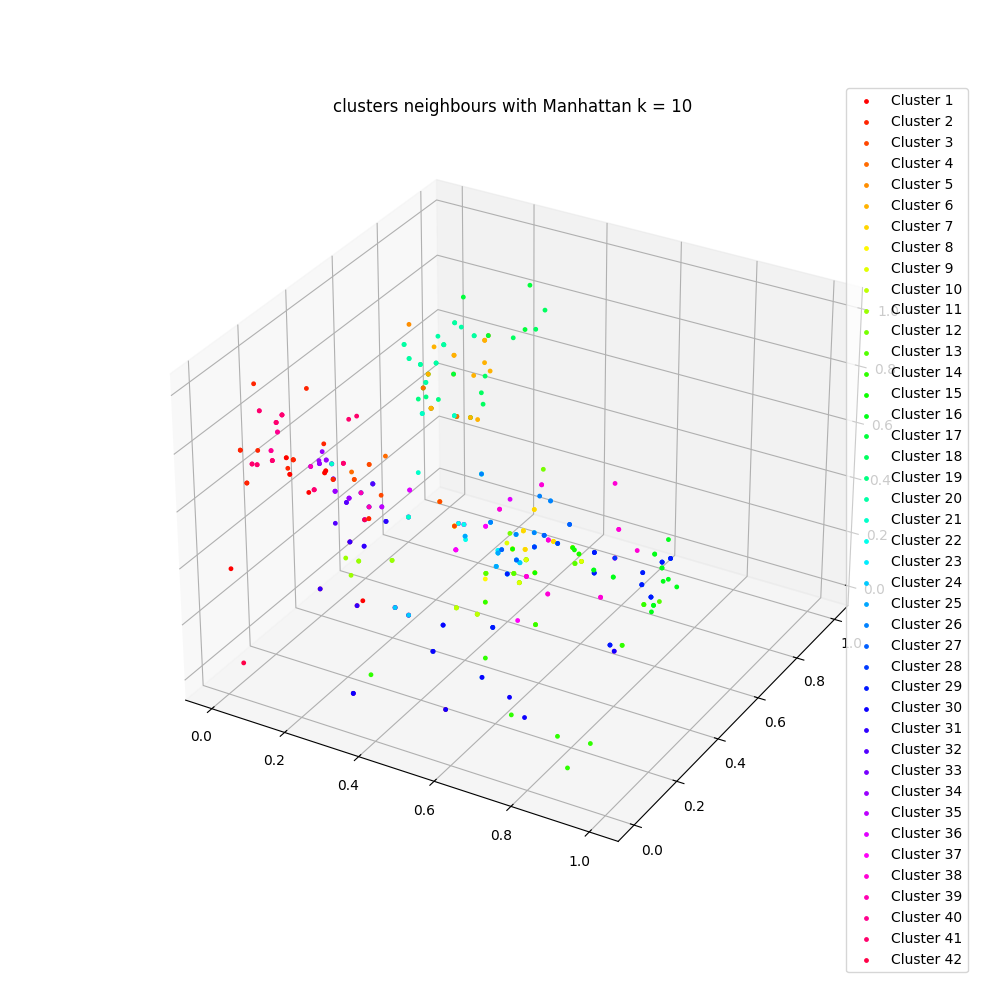 clusters neighbours with Manhattan k = 10
Cluster 1
Cluster 2
Cluster 3
Cluster 4
Cluster 5
Cluster 6
Cluster 7
Cluster 8
Cluster 9
Cluster 10
Cluster 11
Cluster 12
Cluster 13
Cluster 14
Cluster 15
Cluster 16
Cluster 17
Cluster 18
Cluster 19
Cluster 20
Cluster 21
Cluster 22
Cluster 23
Cluster 24
Cluster 25
Cluster 26
Cluster 27
Cluster 28
Cluster 29
Cluster 30
Cluster 31
Cluster 32
Cluster 33
Cluster 34
Cluster 35
Cluster 36
Cluster 37
Cluster 38
Cluster 39
Cluster 40
Cluster 41
Cluster 42
0.0
0.2
0.4
0.6
0.8
1.0
0.0
0.2
0.4
0.6
0.8
1.0
0.0
0.2
0.4
0.6
0.8
1.0